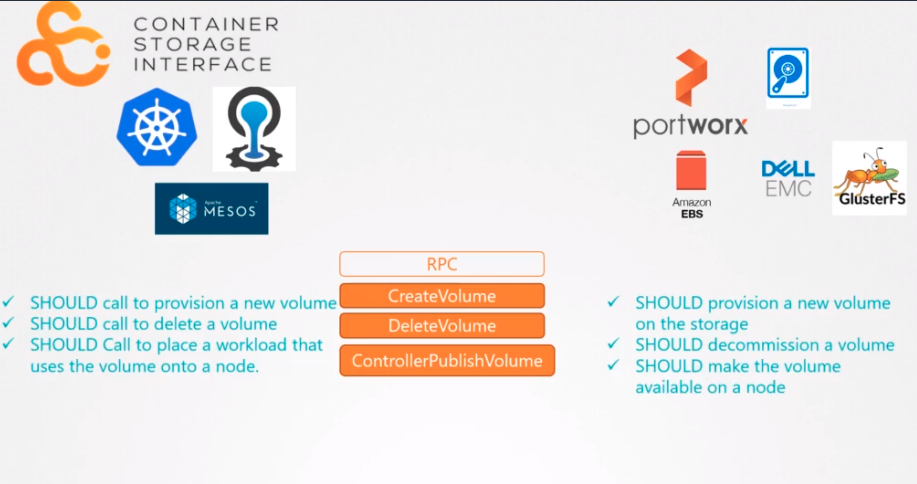 CONTAINER
STORAGE
INTERFACE
Apache
MESOS
portworx
Amazon
EBS
DELL
EMC
GlusterFS
RPC
CreateVolume
DeleteVolume
ControllerPublishVolume
✓ SHOULD call to provision a new volume
✓ SHOULD call to delete a volume
✓ SHOULD Call to place a workload that
uses the volume onto a node.
✓ SHOULD provision a new volume
on the storage
✓ SHOULD decommission a volume
✓ SHOULD make the volume
available on a node